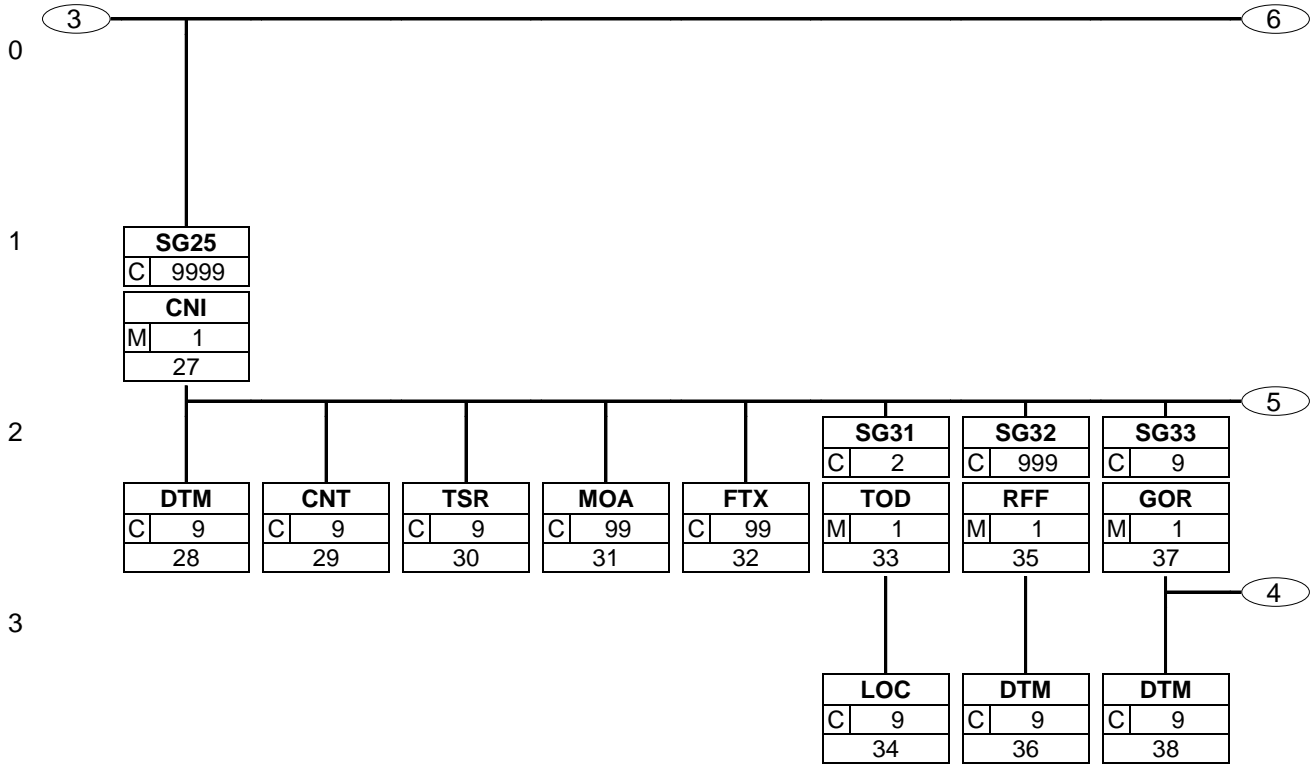 3 6
0
1
SG25
C 9999
CNI
M 1
27
5
2
SG31 SG32 SG33
C 2 C 999 C 9
DTM CNT TSR MOA FTX TOD RFF GOR
C 9 C 9 C 9 C 99 C 99 M 1 M 1 M 1
28 29 30 31 32 33 35 37
4
3
LOC DTM DTM
C 9 C 9 C 9
34 36 38